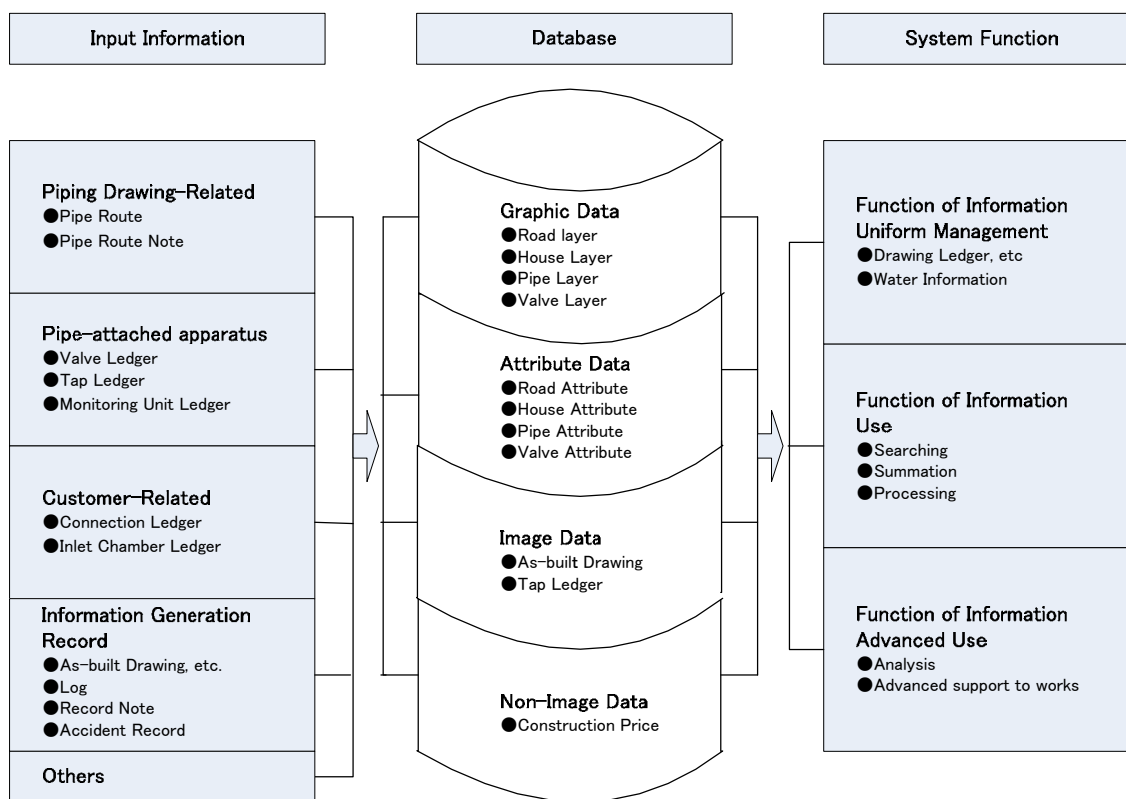 Input Information
Database
System Function
Piping Drawing-Related
●Pipe Route
●Pipe Route Note
Pipe-attached apparatus
●Valve Ledger
●Tap Ledger
●Monitoring Unit Ledger
Customer-Related
●Connection Ledger
●Inlet Chamber Ledger
Information Generation
Record
●As-built Drawing, etc.
●Log
●Record Note
●Accident Record
Others
Graphic Data
●Road layer
●House Layer
●Pipe Layer
●Valve Layer
Attribute Data
●Road Attribute
●House Attribute
●Pipe Attribute
●Valve Attribute
Image Data
●As-built Drawing
●Tap Ledger
Non-Image Data
●Construction Price
Function of Information
Uniform Management
●Drawing Ledger, etc
●Water Information
Function of Information
Use
●Searching
●Summation
●Processing
Function of Information
Advanced Use
●Analysis
●Advanced support to works